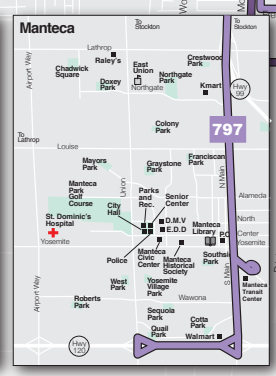 Manteca
To
Stockton
To
Stockton
Lathrop
Raley's
Airport Way
Chadwick
Square
East
Union
Crestwood
Park
Doxey
Park
Northgate
Park
Northgate
Kmart
Hwy
99
Colony
Park
797
To
Lathrop
Louise
Mayors
Park
Graystone
Park
Franciscan
Park
N Main
Manteca
Park
Golf
Course
Union
Parks
and
Rec.
Senior
Center
Alameda
St. Dominic's
Hospital
City
Hall
D.M.V
E.D.D
Manteca
Library
P.O.
North
Center
Yosemite
Yosemite
Police
Manteca
Civic
Center
Manteca
Historical
Society
Southside
Park
Manteca
Transit
Center
Airport Way
West
Park
Yosemite
Village
Park
Wawona
S Main
Roberts
Park
Sequoia
Park
Quail
Park
Cotta
Park
Walmart
Hwy
120